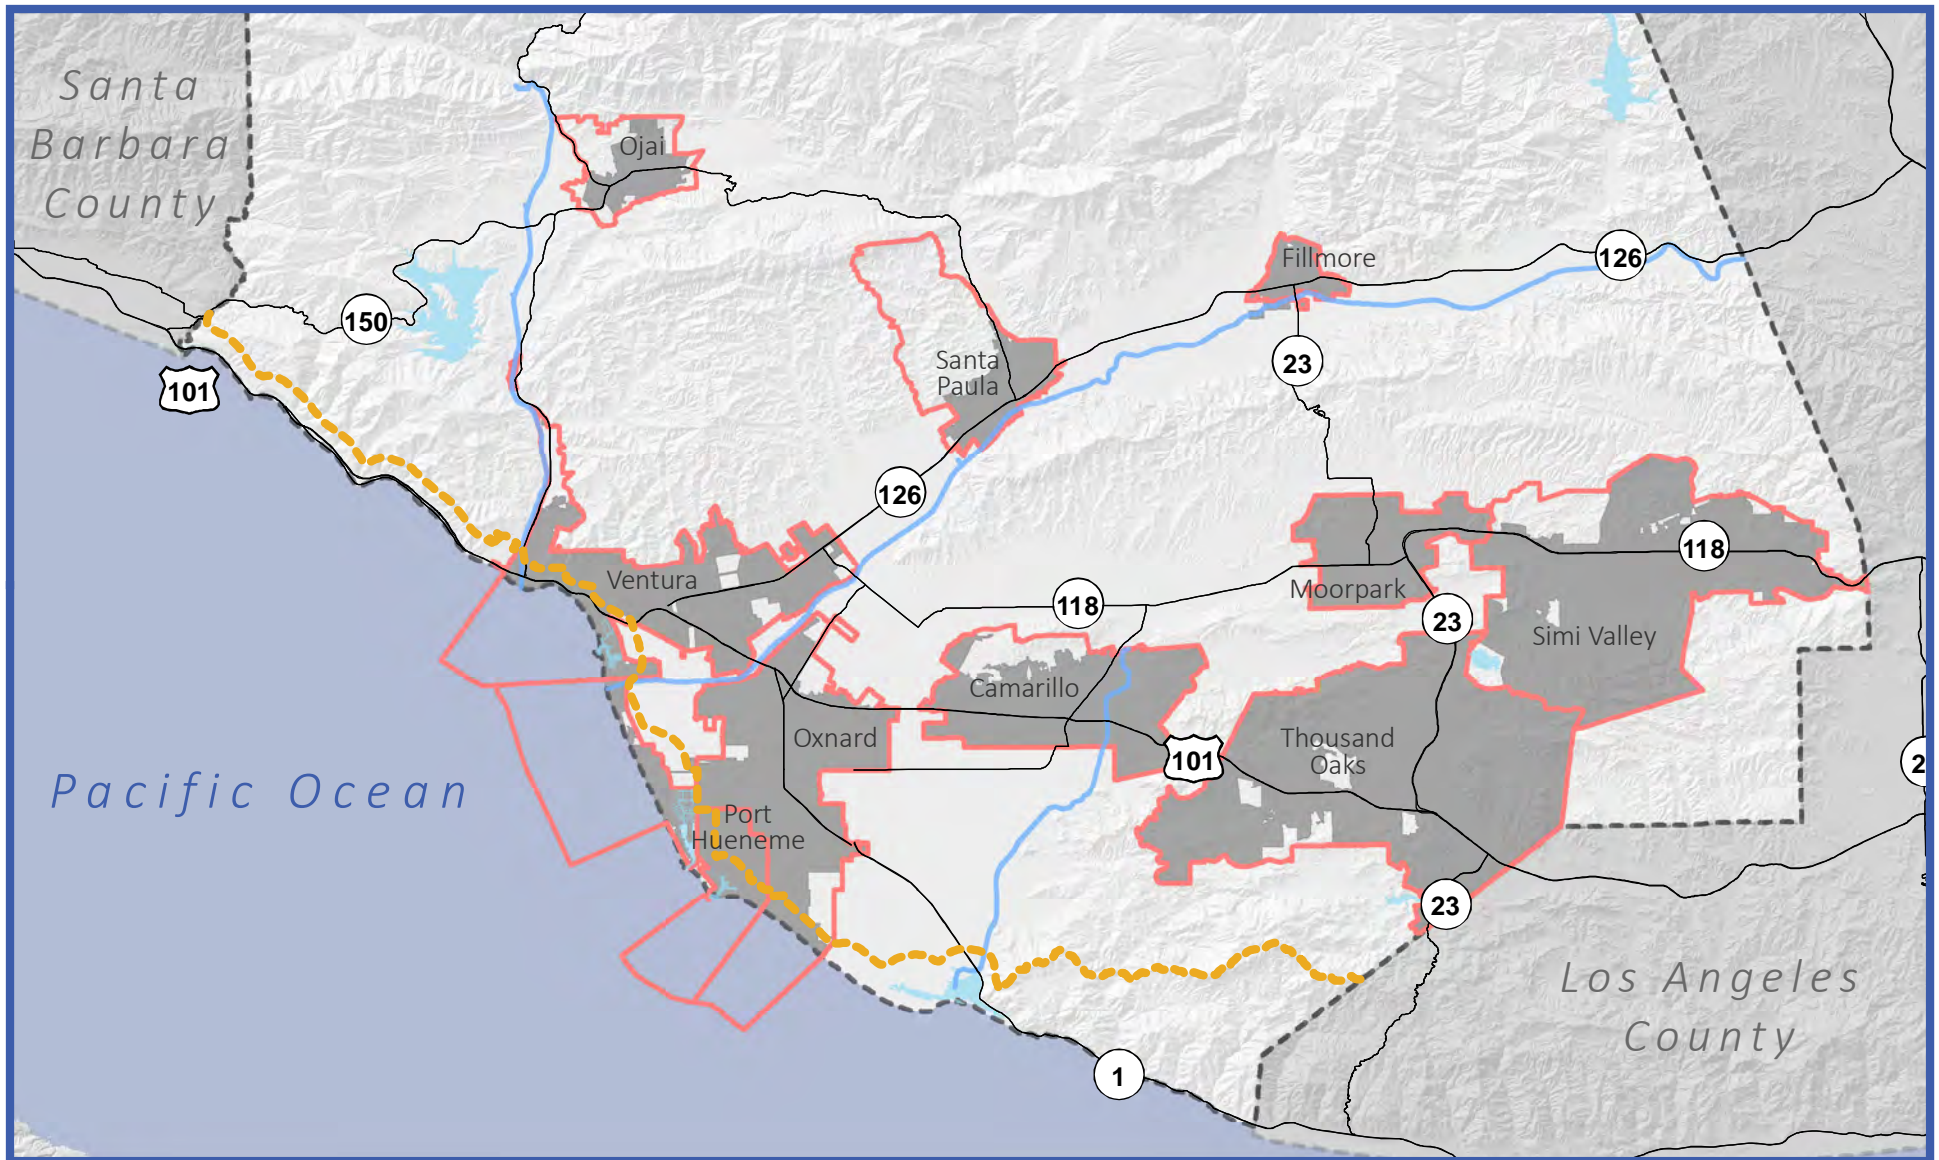 Santa
Barbara
County
Ojai
150
101
Santa
Paula
Fillmore
126
23
126
Ventura
118
Moorpark
118
23
Simi Valley
Camarillo
Oxnard
101
Thousand
Oaks
Pacific Ocean
Port
Hueneme
2
23
Los Angeles
County
1